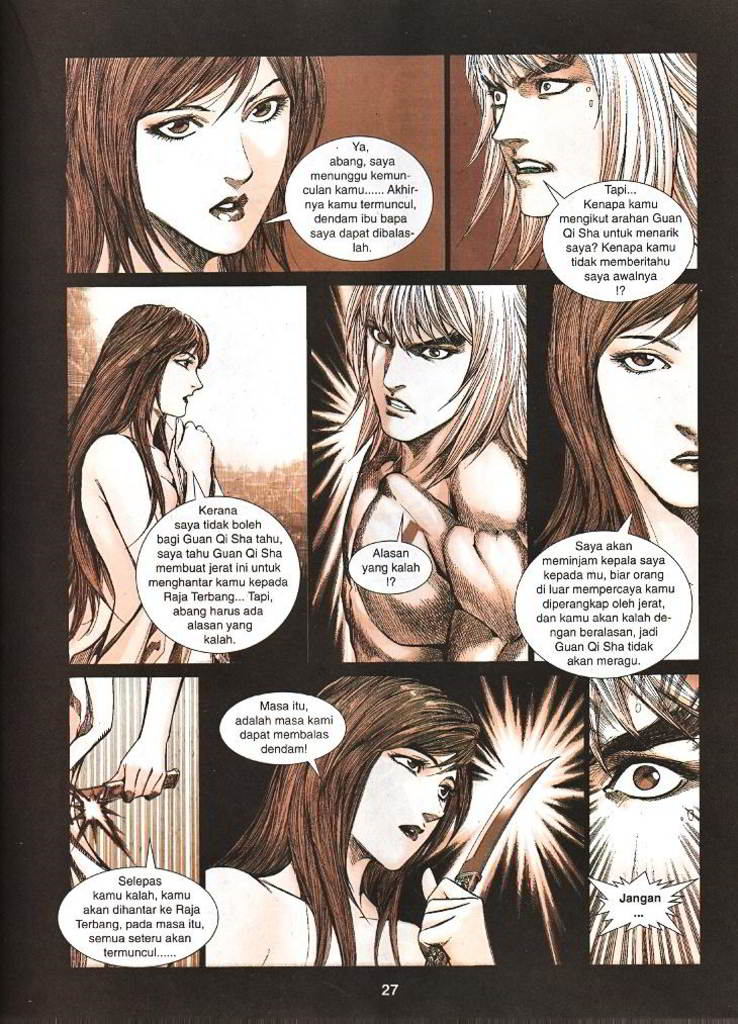 Ya,
abang, saya
menunggu kemun-
culan kamu...... Akhir-
nya kamu termuncul,
dendam ibu bapa
saya dapat dibalas-
lah.
Tapi...
Kenapa kamu
mengikut arahan Guan
Qi Sha untuk menarik
saya? Kenapa kamu
tidak memberitahu
saya awalnya
!?
Kerana
saya tidak boleh
bagi Guan Qi Sha tahu,
saya tahu Guan Qi Sha
membuat jerat ini untuk
menghantar kamu kepada
Raja Terbang... Tapi,
abang harus ada
alasan yang
kalah.
Alasan
yang kalah
!?
Saya akan
meminjam kepala saya
kepada mu, biar orang
di luar mempercaya kamu
diperangkap oleh jerat,
dan kamu akan kalah de-
ngan beralasan, jadi
Guan Qi Sha tidak
akan meragu.
Selepas
kamu kalah, kamu
akan dihantar ke Raja
Terbang, pada masa itu,
semua seteru akan
termuncul......
Masa itu,
adalah masa kami
dapat membalas
dendam!
Jangan
...
27